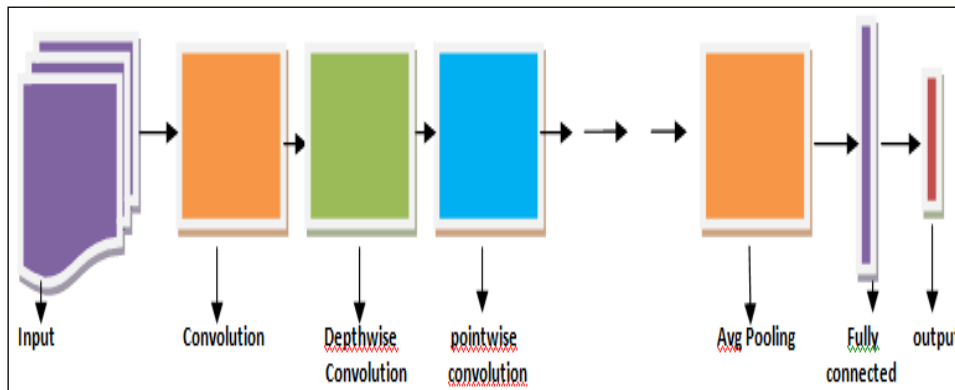 Input
Convolution
Depthwise
Convolution
pointwise
convolution
Avg Pooling
Fully
connected
output